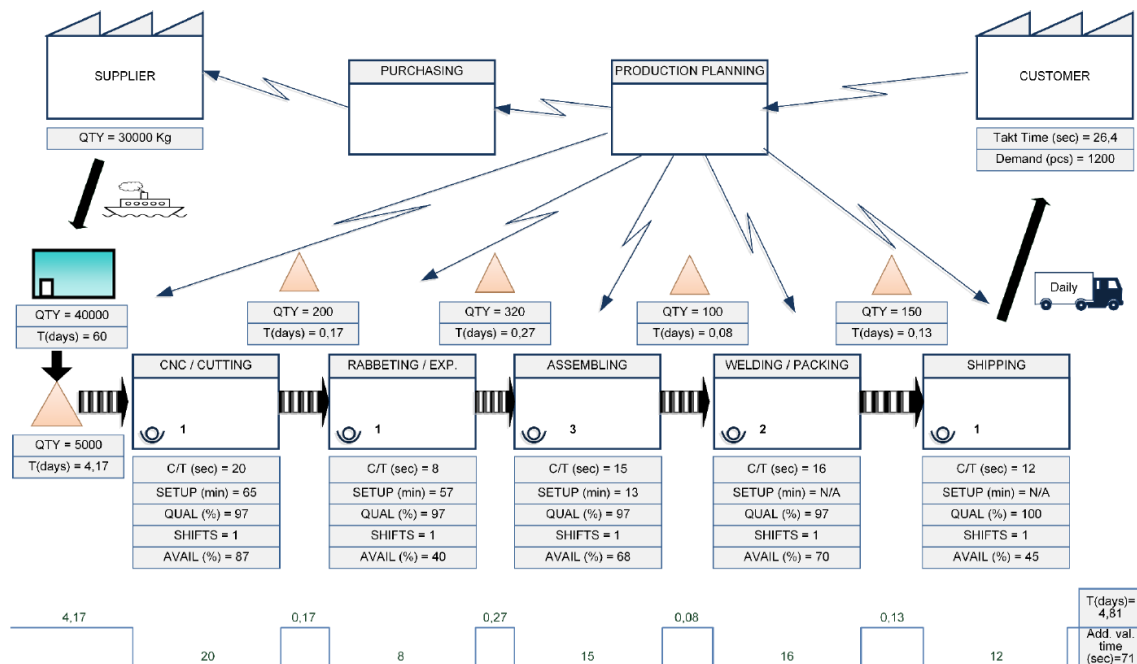 SUPPLIER
QTY = 30000 Kg
PURCHASING
PRODUCTION PLANNING
CUSTOMER
Takt Time (sec) = 26,4
Demand (pcs) = 1200
Daily
QTY = 40000
T(days) = 60
QTY = 200
T(days) = 0,17
QTY = 320
T(days) = 0,27
QTY = 100
T(days) = 0,08
QTY = 150
T(days) = 0,13
QTY = 5000
T(days) = 4,17
CNC / CUTTING
1
C/T (sec) = 20
SETUP (min) = 65
QUAL (%) = 97
SHIFTS = 1
AVAIL (%) = 87
RABBETING / EXP.
1
C/T (sec) = 8
SETUP (min) = 57
QUAL (%) = 97
SHIFTS = 1
AVAIL (%) = 40
ASSEMBLING
3
C/T (sec) = 15
SETUP (min) = 13
QUAL (%) = 97
SHIFTS = 1
AVAIL (%) = 68
WELDING / PACKING
2
C/T (sec) = 16
SETUP (min) = N/A
QUAL (%) = 97
SHIFTS = 1
AVAIL (%) = 70
SHIPPING
1
C/T (sec) = 12
SETUP (min) = N/A
QUAL (%) = 100
SHIFTS = 1
AVAIL (%) = 45
4,17
0,17
0,27
0,08
0,13
T(days)=
4,81
20
8
15
16
12
Add. val.
time
(sec)=71